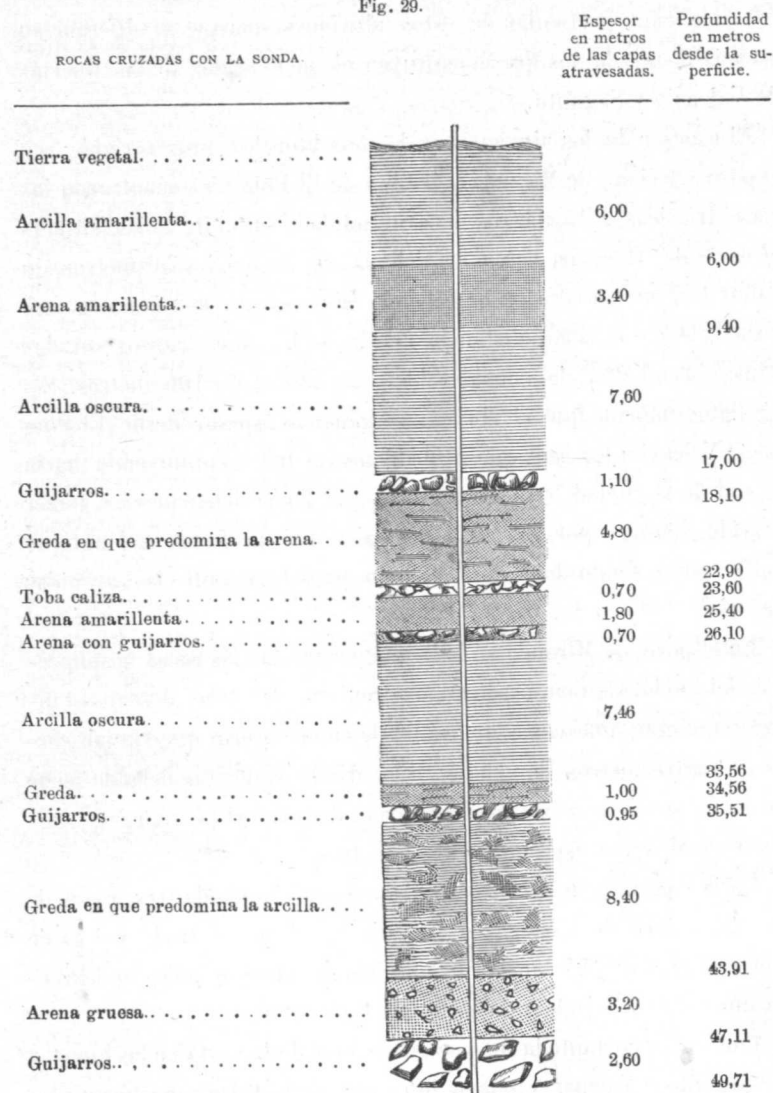 Fig. 29.
ROCAS CRUZADAS CON LA SONDA
Espesor
en metros
de las capas
atravesadas.
Profundidad
en metros
desde la su-
perficie.
Tierra vegetal. . . . . . . . . . . . .
Arcilla amarillenta. . . . . . . . . . . 6,00
6,00
Arena amarillenta. . . . . . . . . . . 3,40
9,40
Arcilla oscura. . . . . . . . . . . . . 7,60
17,00
Guijarros. . . . . . . . . . . . . . . 1,10
18,10
Greda en que predomina la arena. . . . 4,80
22,90
Toba caliza. . . . . . . . . . . . . . 0,70 23,60
Arena amarillenta . . . . . . . . . . . 1,80 25,40
Arena con guijarros. . . . . . . . . . 0,70 26,10
Arcilla oscura. . . . . . . . . . . . . 7,46
33,56
Greda. . . . . . . . . . . . . . . . . 1,00 34,56
Guijarros. . . . . . . . . . . . . . . 0.95 35,51
Greda en que predomina la arcilla. . . . 8,40
43,91
Arena gruesa. . . . . . . . . . . . . . 3,20
47,11
Guijarros. . . . . . . . . . . . . . . 2,60
49,71